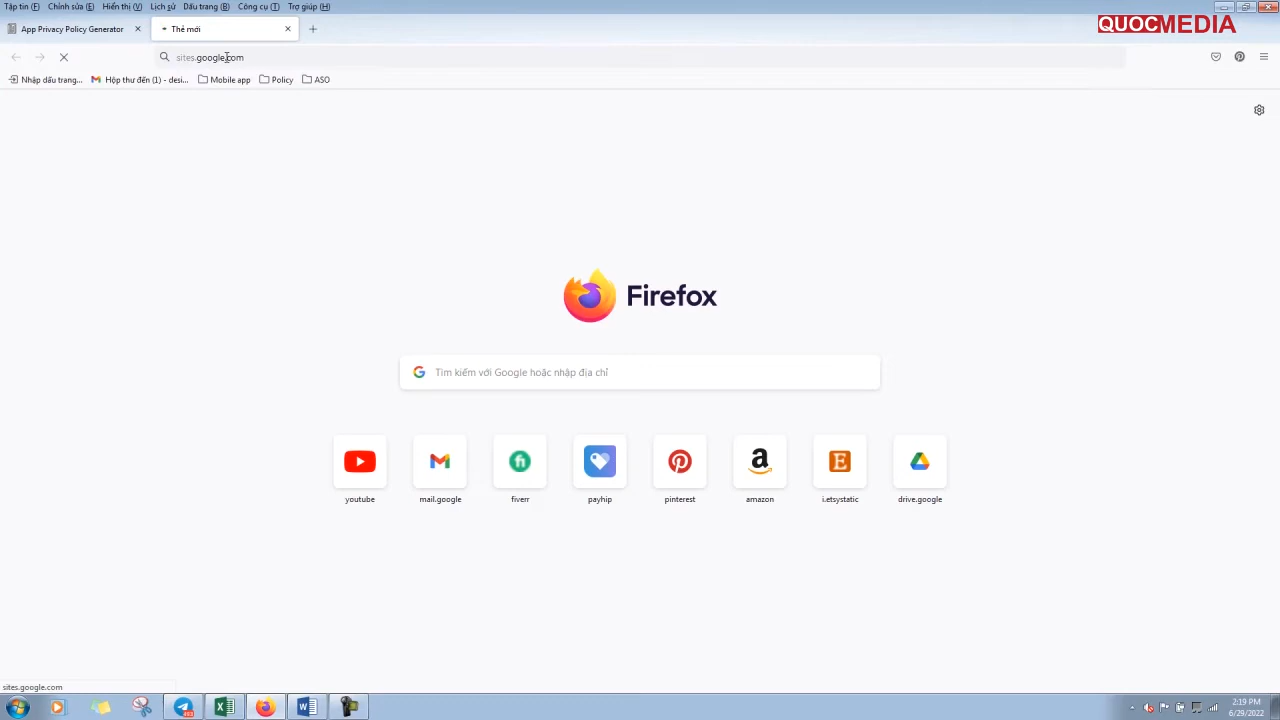 Tập tin (F) Chỉnh sửa (E) Hiển thị (V) Lịch sử Dấu trang (B) Công cụ (T) Trợ giúp (H)
QUOCMEDIA
App Privacy Policy Generator Thẻ mới
sites.google.com
Nhập dấu trang... Hộp thư đến (1) - desi... Mobile app Policy ASO
Firefox
Tìm kiếm với Google hoặc nhập địa chỉ
youtube mail.google fiverr payhip pinterest amazon i.etsystatic drive.google
sites.google.com
2:19 PM
6/29/2022